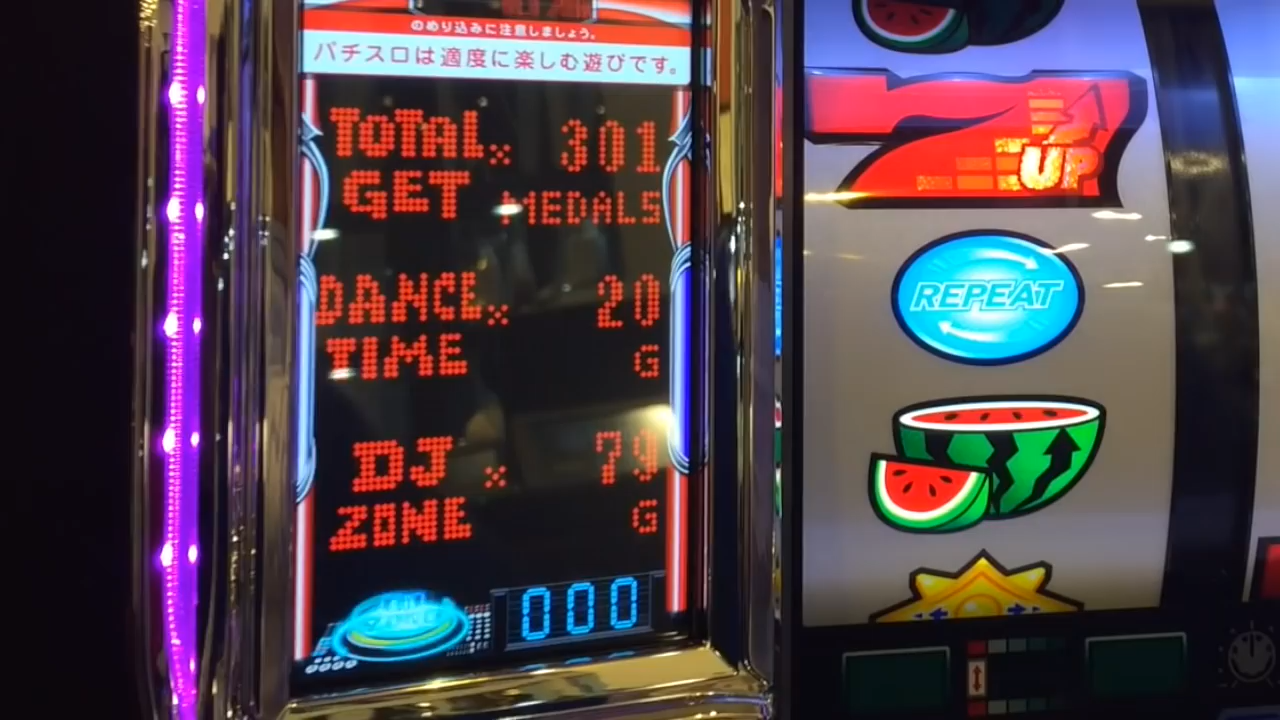 のめり込みに注意しましょう。
パチスロは適度に楽しむ遊びです。
TOTAL × 301
GET MEDALS
DANCE × 20
TIME G
DJ × 79
ZONE G
000
UP
REPEAT